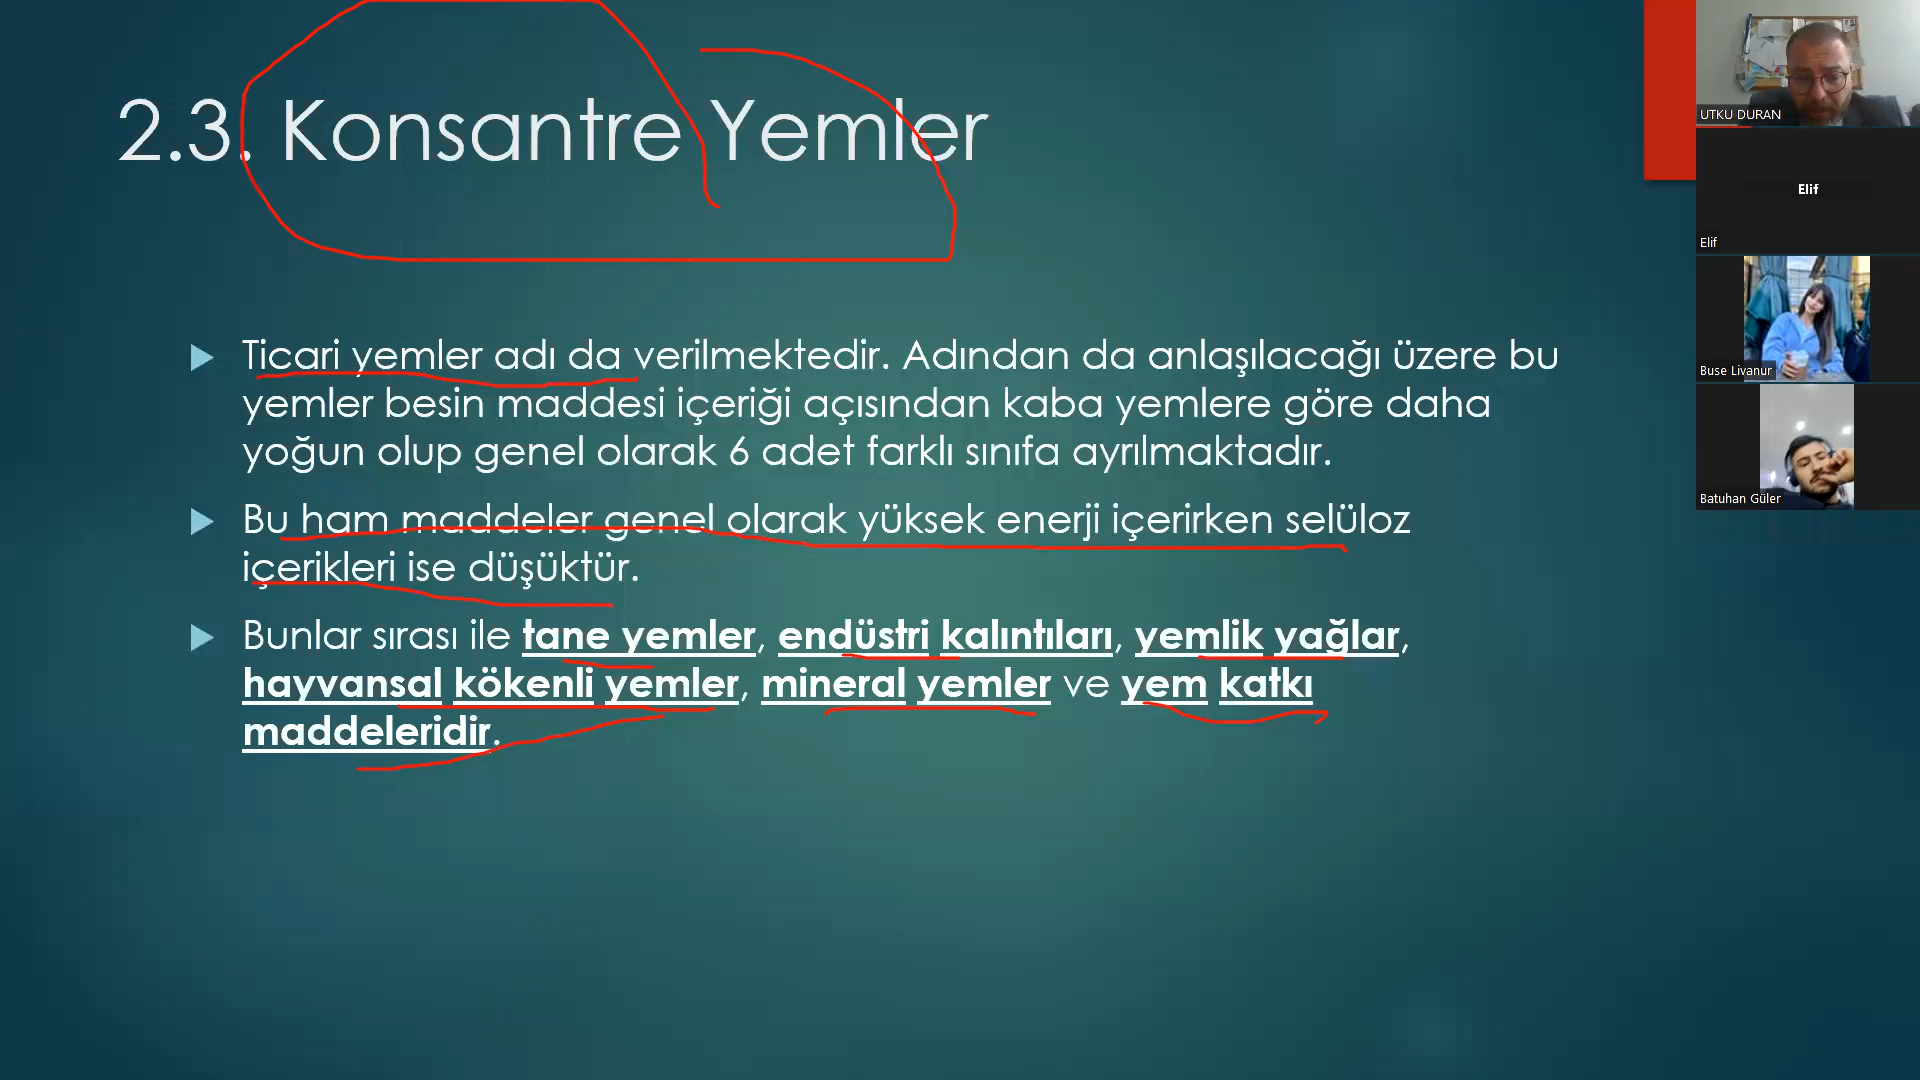 2.3. Konsantre Yemler
Ticari yemler adı da verilmektedir. Adından da anlaşılacağı üzere bu
yemler besin maddesi içeriği açısından kaba yemlere göre daha
yoğun olup genel olarak 6 adet farklı sınıfa ayrılmaktadır.
Bu ham maddeler genel olarak yüksek enerji içerirken selüloz
içerikleri ise düşüktür.
Bunlar sırası ile tane yemler, endüstri kalıntıları, yemlik yağlar,
hayvansal kökenli yemler, mineral yemler ve yem katkı
maddeleridir.
UTKU DURAN
Elif
Elif
Buse Livanur
Batuhan Güler